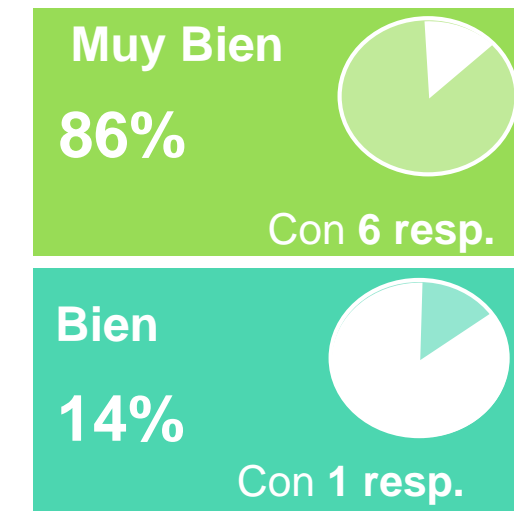 Muy Bien
86%
Con 6 resp.
Bien
14%
Con 1 resp.